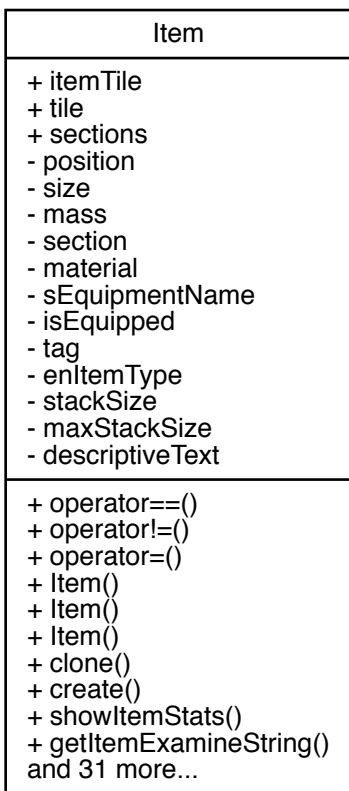 Item
+ itemTile
+ tile
+ sections
- position
- size
- mass
- section
- material
- sEquipmentName
- isEquipped
- tag
- enItemType
- stackSize
- maxStackSize
- descriptiveText
+ operator==()
+ operator!=()
+ operator=()
+ Item()
+ Item()
+ Item()
+ clone()
+ create()
+ showItemStats()
+ getItemExamineString()
and 31 more...